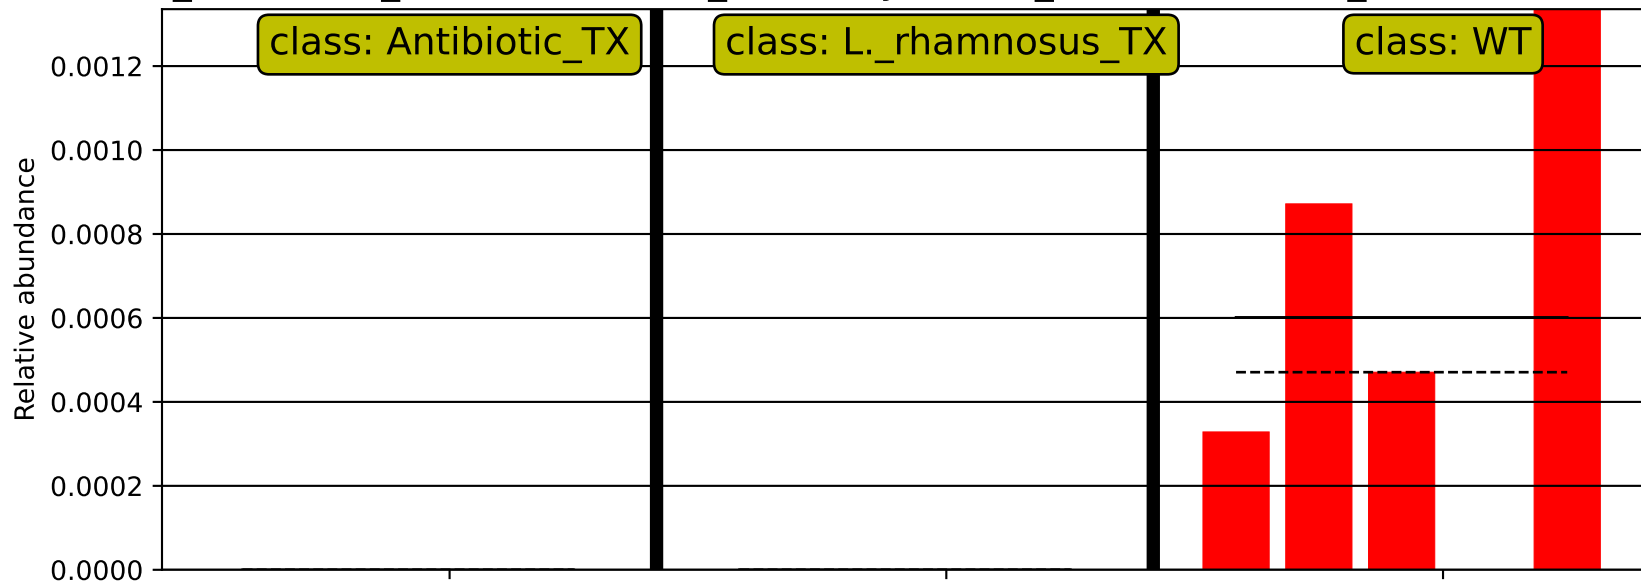 class: Antibiotic_TX
class: L._rhamnosus_TX
class: WT
Relative abundance
0.0012
0.0010
0.0008
0.0006
0.0004
0.0002
0.0000